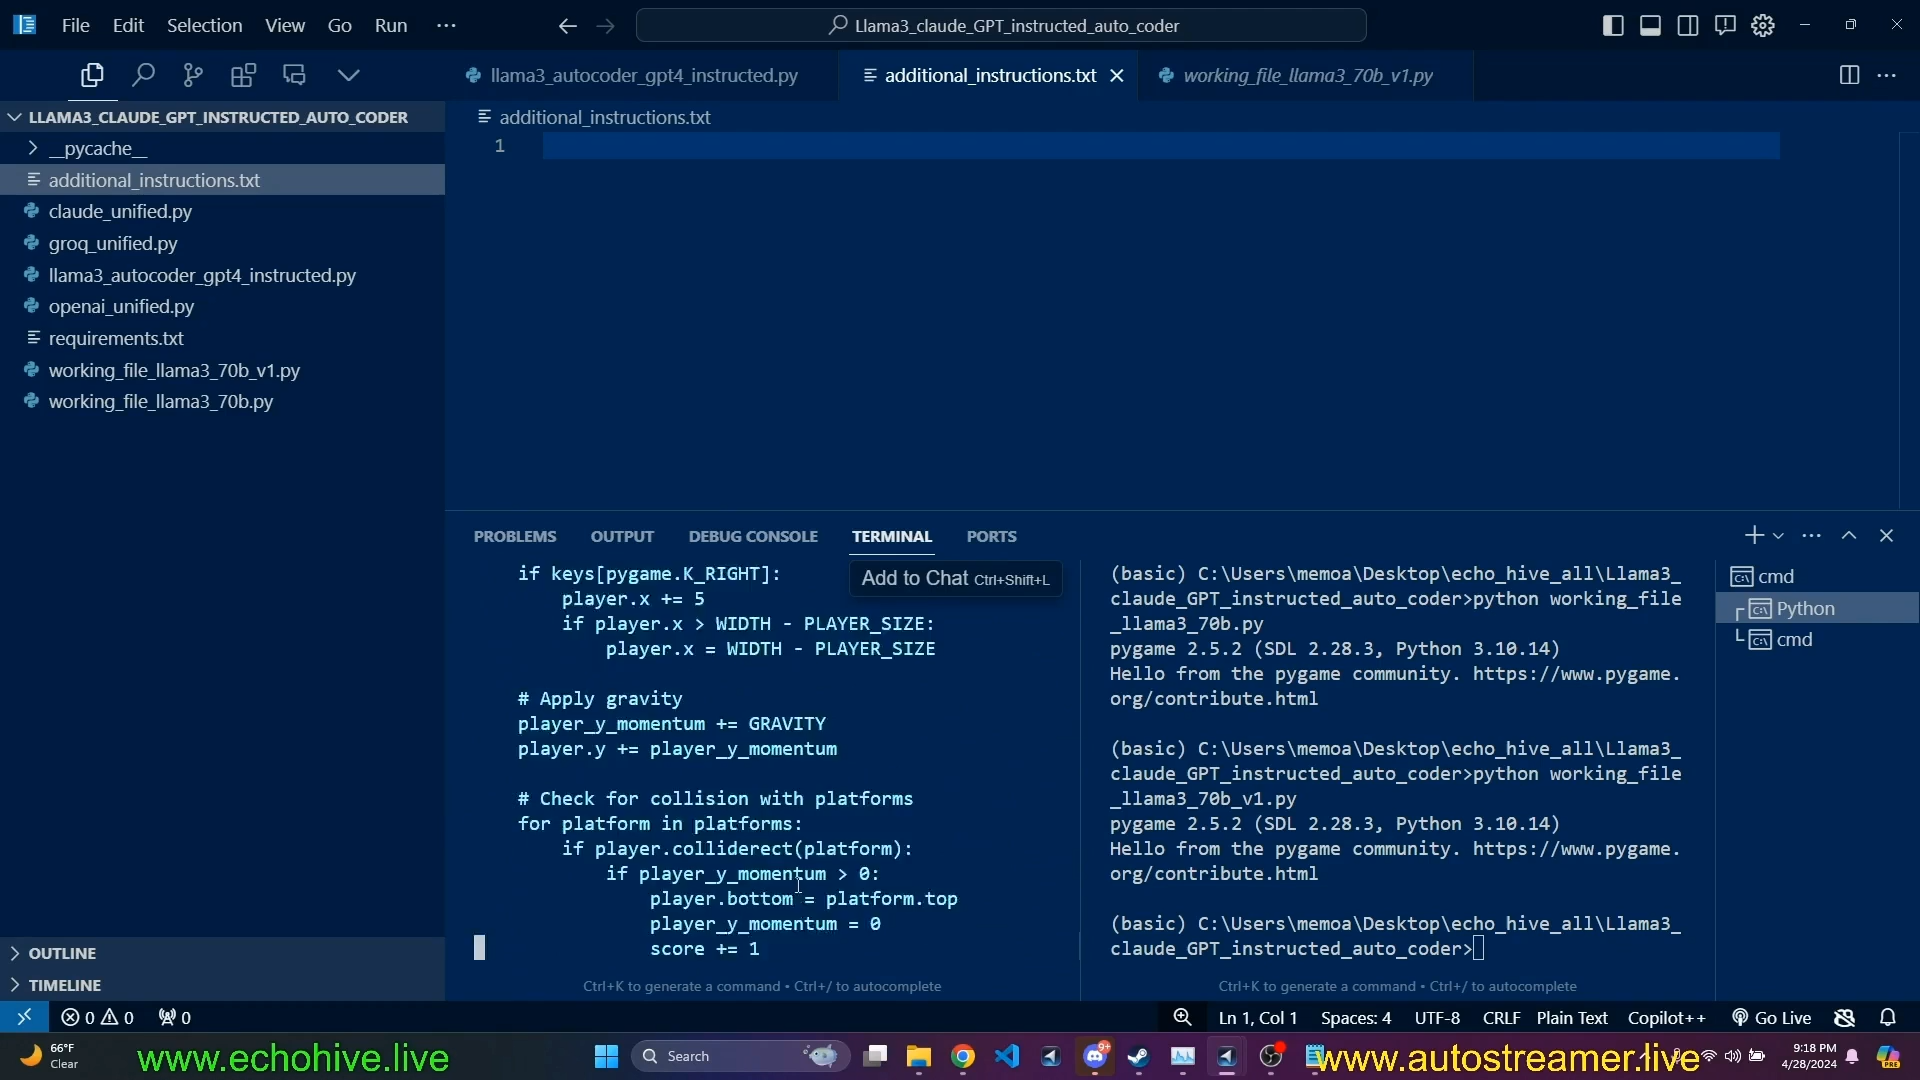 File Edit Selection View Go Run ···
Llama3_claude_GPT_instructed_auto_coder
llama3_autocoder_gpt4_instructed.py
additional_instructions.txt
working_file_llama3_70b_v1.py
LLAMA3_CLAUDE_GPT_INSTRUCTED_AUTO_CODER
__pycache__
additional_instructions.txt
claude_unified.py
groq_unified.py
llama3_autocoder_gpt4_instructed.py
openai_unified.py
requirements.txt
working_file_llama3_70b_v1.py
working_file_llama3_70b.py
OUTLINE
TIMELINE
additional_instructions.txt
1
PROBLEMS OUTPUT DEBUG CONSOLE TERMINAL PORTS
Add to Chat Ctrl+Shift+L
if keys[pygame.K_RIGHT]:
player.x += 5
if player.x > WIDTH - PLAYER_SIZE:
player.x = WIDTH - PLAYER_SIZE
# Apply gravity
player_y_momentum += GRAVITY
player.y += player_y_momentum
# Check for collision with platforms
for platform in platforms:
if player.colliderect(platform):
if player_y_momentum > 0:
player.bottom = platform.top
player_y_momentum = 0
score += 1
Ctrl+K to generate a command • Ctrl+/ to autocomplete
(basic) C:\Users\memoa\Desktop\echo_hive_all\Llama3_
claude_GPT_instructed_auto_coder>python working_file
_llama3_70b.py
pygame 2.5.2 (SDL 2.28.3, Python 3.10.14)
Hello from the pygame community. https://www.pygame.
org/contribute.html
(basic) C:\Users\memoa\Desktop\echo_hive_all\Llama3_
claude_GPT_instructed_auto_coder>python working_file
_llama3_70b_v1.py
pygame 2.5.2 (SDL 2.28.3, Python 3.10.14)
Hello from the pygame community. https://www.pygame.
org/contribute.html
(basic) C:\Users\memoa\Desktop\echo_hive_all\Llama3_
claude_GPT_instructed_auto_coder>
Ctrl+K to generate a command • Ctrl+/ to autocomplete
cmd
Python
cmd
0 0 0
Ln 1, Col 1 Spaces: 4 UTF-8 CRLF Plain Text Copilot++ Go Live
66°F
Clear
www.echohive.live
Search
9+
www.autostreamer.live
9:18 PM
4/28/2024
PRE